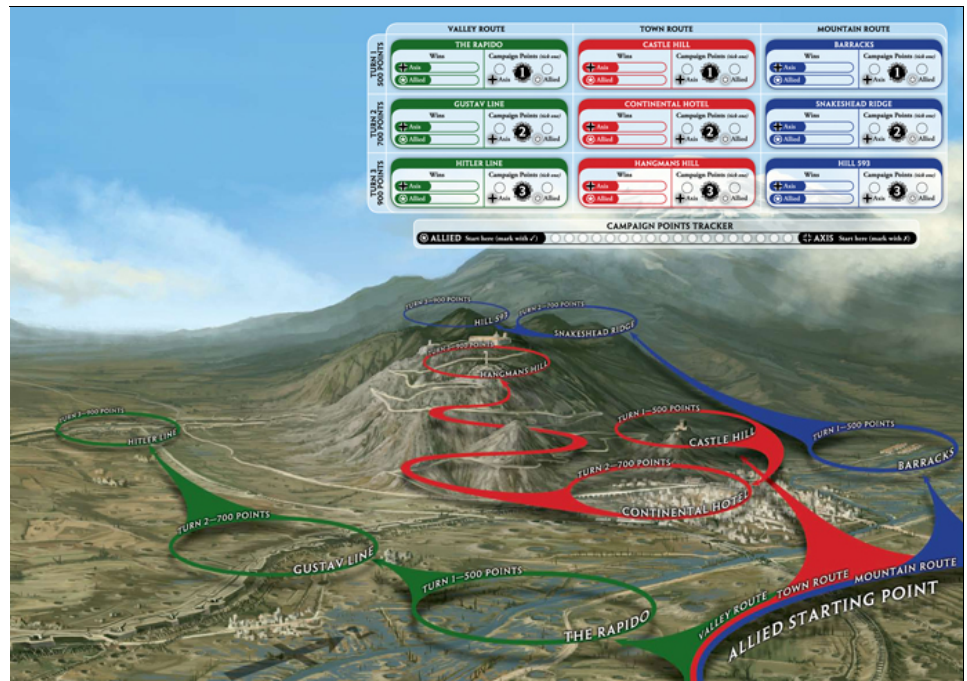 VALLEY ROUTE
TOWN ROUTE
MOUNTAIN ROUTE
TURN 1
500 POINTS
THE RAPIDO
Wins
Campaign Points (tick one)
Axis
Allied
1
Axis
Allied
CASTLE HILL
Wins
Campaign Points (tick one)
Axis
Allied
1
Axis
Allied
BARRACKS
Wins
Campaign Points (tick one)
Axis
Allied
1
Axis
Allied
TURN 2
700 POINTS
GUSTAV LINE
Wins
Campaign Points (tick one)
Axis
Allied
2
Axis
Allied
CONTINENTAL HOTEL
Wins
Campaign Points (tick one)
Axis
Allied
2
Axis
Allied
SNAKESHEAD RIDGE
Wins
Campaign Points (tick one)
Axis
Allied
2
Axis
Allied
TURN 3
900 POINTS
HITLER LINE
Wins
Campaign Points (tick one)
Axis
Allied
3
Axis
Allied
HANGMANS HILL
Wins
Campaign Points (tick one)
Axis
Allied
3
Axis
Allied
HILL 593
Wins
Campaign Points (tick one)
Axis
Allied
3
Axis
Allied
CAMPAIGN POINTS TRACKER
ALLIED Start here (mark with ✓)
AXIS Start here (mark with ✗)
TURN 3–900 POINTS
HILL 593
TURN 2–700 POINTS
SNAKESHEAD RIDGE
TURN 3–900 POINTS
HANGMANS HILL
TURN 3–900 POINTS
HITLER LINE
TURN 1–500 POINTS
CASTLE HILL
TURN 1–500 POINTS
BARRACKS
TURN 2–700 POINTS
CONTINENTAL HOTEL
TURN 2–700 POINTS
GUSTAV LINE
TURN 1–500 POINTS
THE RAPIDO
VALLEY ROUTE
TOWN ROUTE
MOUNTAIN ROUTE
ALLIED STARTING POINT